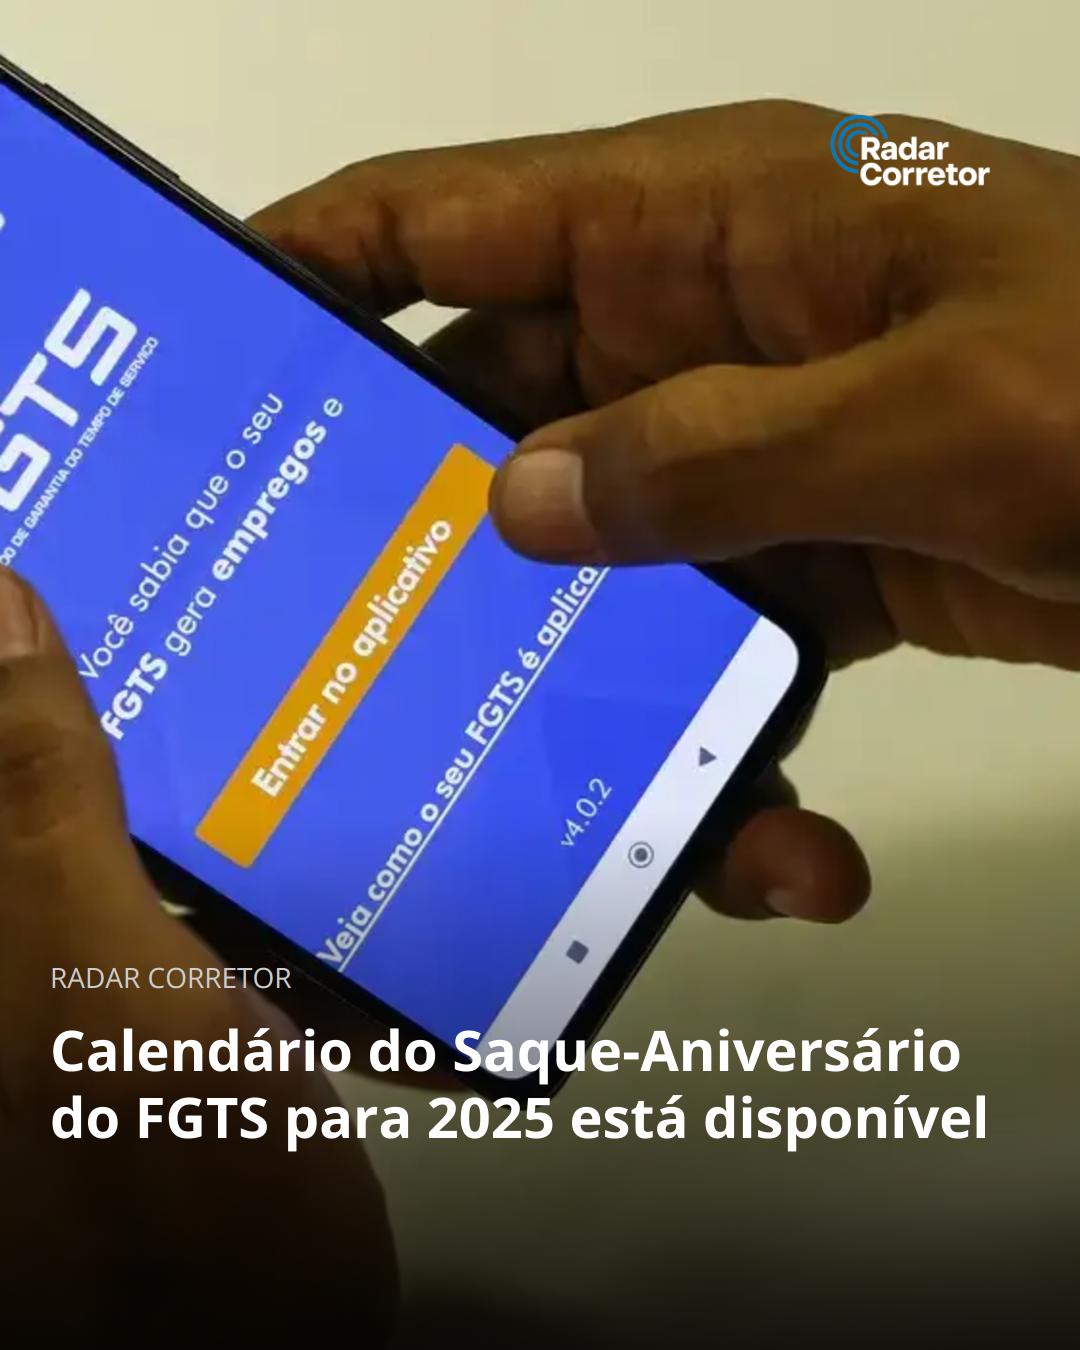 Radar
Corretor
GTS
DO DE GARANTIA DO TEMPO DE SERVIÇO
Você sabia que o seu
FGTS gera empregos e
Entrar no aplicativo
Veja como o seu FGTS é aplica
v4.0.2
RADAR CORRETOR
Calendário do Saque-Aniversário
do FGTS para 2025 está disponível